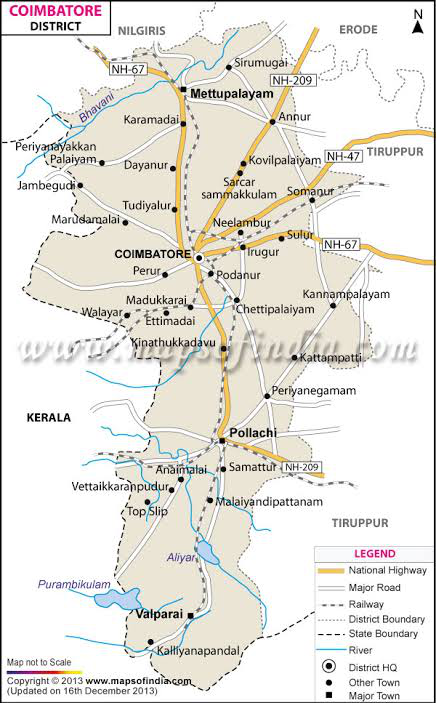 COIMBATORE
DISTRICT
NILGIRIS
ERODE
N
NH-67
Sirumugai
NH-209
Mettupalayam
Bhavani
Karamadai
Annur
Periyanayakkan
Palaiyam
Kovilpalaiyam
NH-47
TIRUPPUR
Dayanur
Sarcar
sammakkulam
Jambegudi
Somanur
Tudiyalur
Marudamalai
Neelambur
Sulur
NH-67
COIMBATORE
Irugur
Perur
Podanur
Madukkarai
Kannampalayam
Chettipalaiyam
Walayar
Ettimadai
www.mapsofindia.com
Kinathukkadavu
Kattampatti
Periyanegamam
KERALA
Pollachi
Anaimalai
Samattur
NH-209
Vettaikkaranpudur
Malaiyandipattanam
Top Slip
TIRUPPUR
Aliyar
Purambikulam
Valparai
Kalliyanapandal
LEGEND
National Highway
Major Road
Railway
District Boundary
State Boundary
River
District HQ
Other Town
Major Town
Map not to Scale
Copyright © 2013 www.mapsofindia.com
(Updated on 16th December 2013)